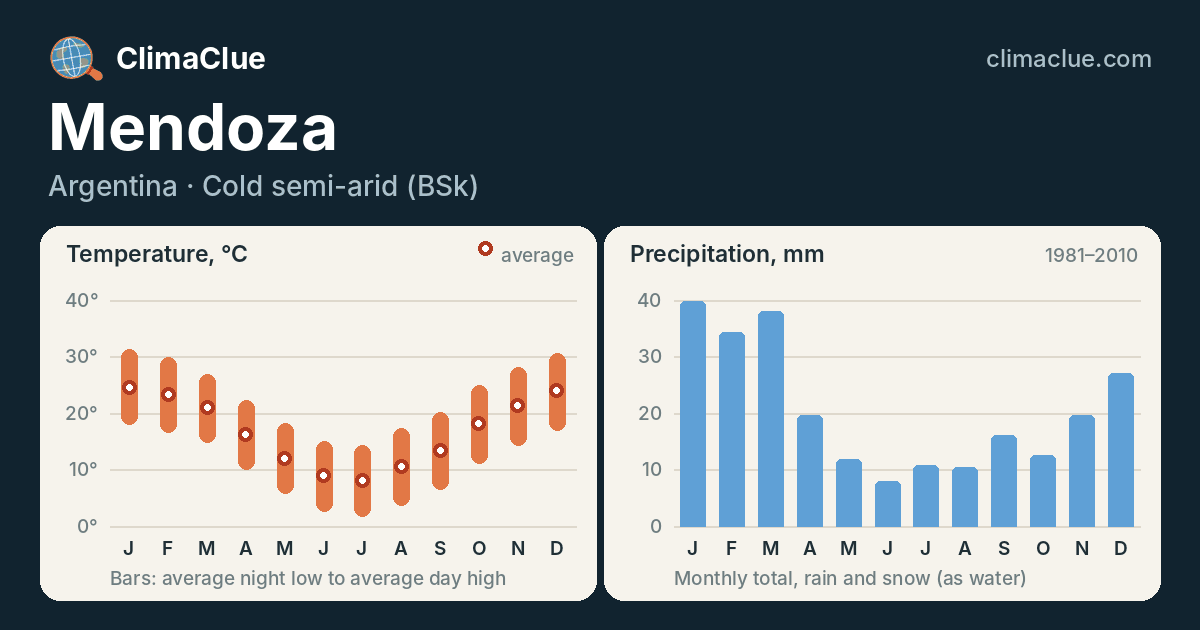 ClimaClue
climaclue.com
Mendoza
Argentina · Cold semi-arid (BSk)
Temperature, °C
average
40°
30°
20°
10°
0°
J F M A M J J A S O N D
Bars: average night low to average day high
Precipitation, mm
1981–2010
40
30
20
10
0
J F M A M J J A S O N D
Monthly total, rain and snow (as water)